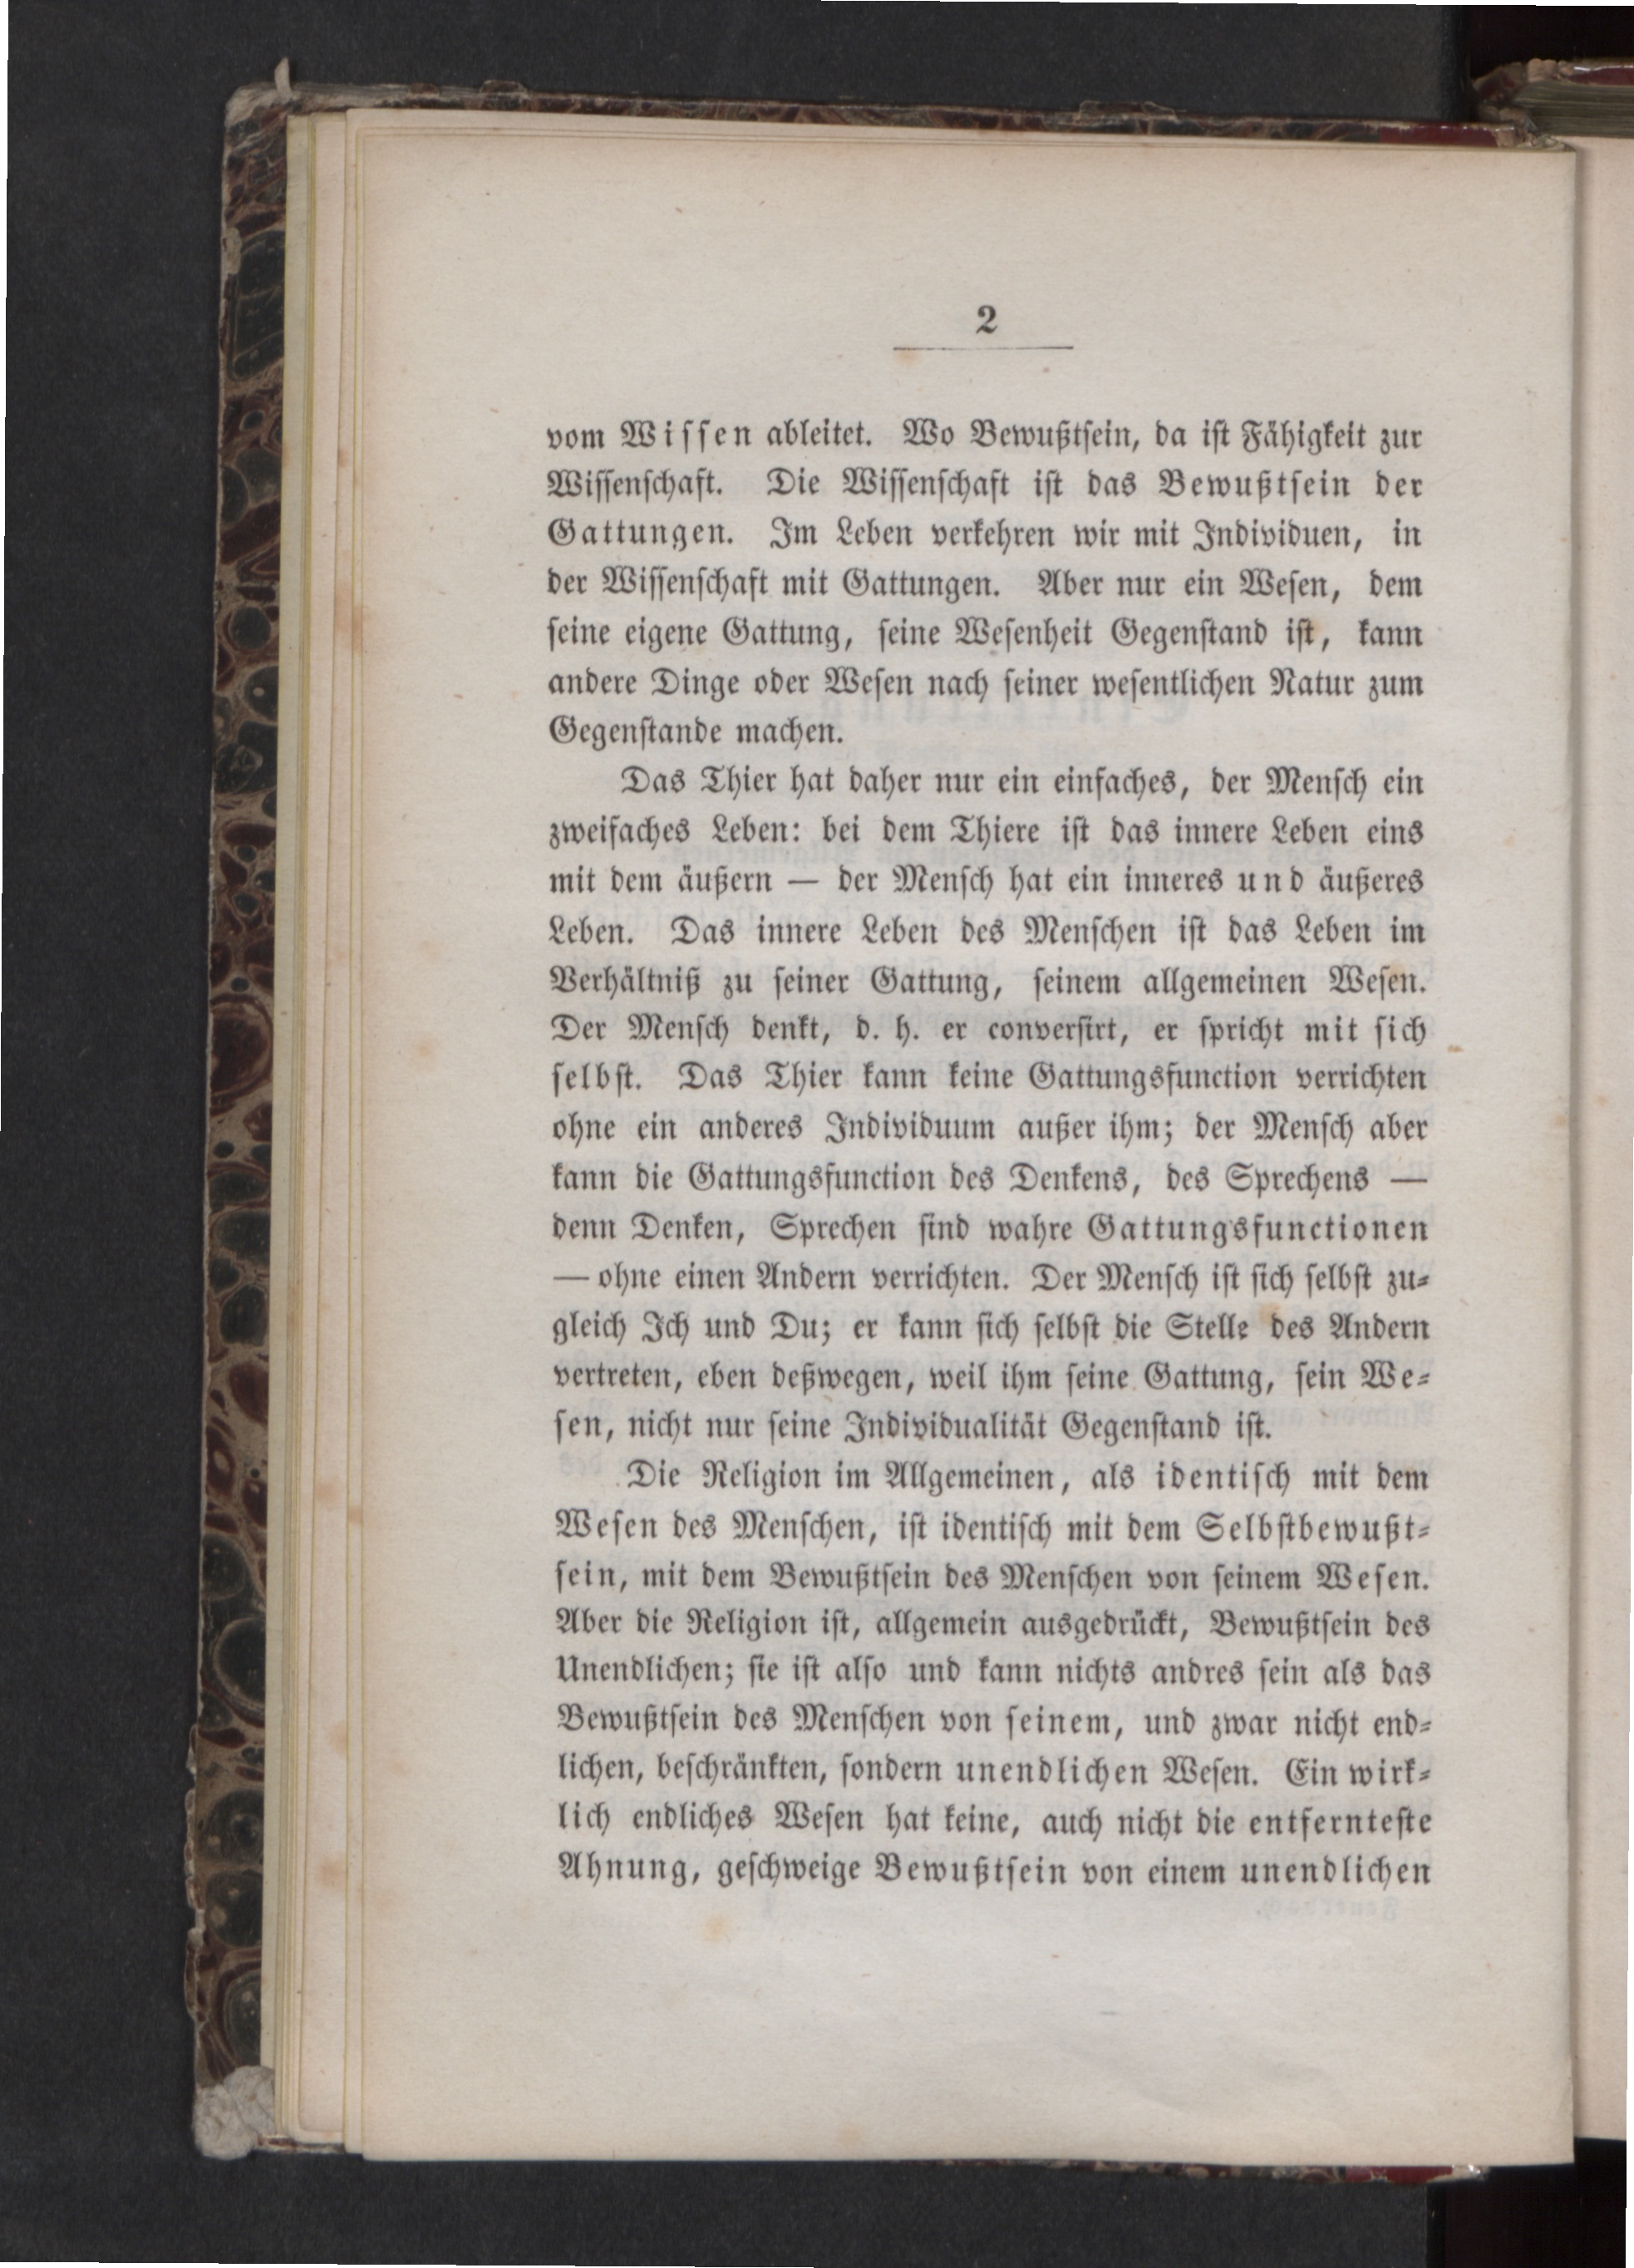 2
vom Wissen ableitet. Wo Bewußtsein, da ist Fähigkeit zur
Wissenschaft. Die Wissenschaft ist das Bewußtsein der
Gattungen. Im Leben verkehren wir mit Individuen, in
der Wissenschaft mit Gattungen. Aber nur ein Wesen, dem
seine eigene Gattung, seine Wesenheit Gegenstand ist, kann
andere Dinge oder Wesen nach seiner wesentlichen Natur zum
Gegenstande machen.
Das Thier hat daher nur ein einfaches, der Mensch ein
zweifaches Leben: bei dem Thiere ist das innere Leben eins
mit dem äußern — der Mensch hat ein inneres und äußeres
Leben. Das innere Leben des Menschen ist das Leben im
Verhältniß zu seiner Gattung, seinem allgemeinen Wesen.
Der Mensch denkt, d. h. er conversirt, er spricht mit sich
selbst. Das Thier kann keine Gattungsfunction verrichten
ohne ein anderes Individuum außer ihm; der Mensch aber
kann die Gattungsfunction des Denkens, des Sprechens —
denn Denken, Sprechen sind wahre Gattungsfunctionen
— ohne einen Andern verrichten. Der Mensch ist sich selbst zu-
gleich Ich und Du; er kann sich selbst die Stelle des Andern
vertreten, eben deßwegen, weil ihm seine Gattung, sein We-
sen, nicht nur seine Individualität Gegenstand ist.
Die Religion im Allgemeinen, als identisch mit dem
Wesen des Menschen, ist identisch mit dem Selbstbewußt-
sein, mit dem Bewußtsein des Menschen von seinem Wesen.
Aber die Religion ist, allgemein ausgedrückt, Bewußtsein des
Unendlichen; sie ist also und kann nichts andres sein als das
Bewußtsein des Menschen von seinem, und zwar nicht end-
lichen, beschränkten, sondern unendlichen Wesen. Ein wirk-
lich endliches Wesen hat keine, auch nicht die entfernteste
Ahnung, geschweige Bewußtsein von einem unendlichen